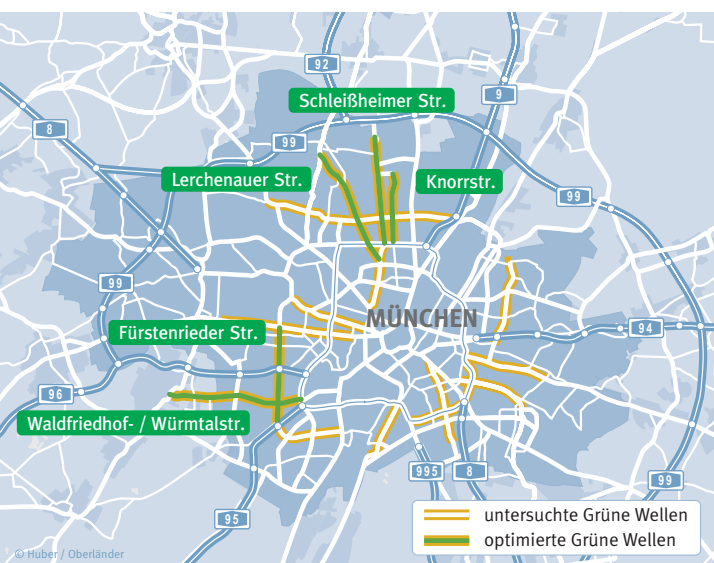 92
Schleißheimer Str.
9
8
99
Lerchenauer Str.
Knorrstr.
99
99
MÜNCHEN
Fürstenrieder Str.
94
96
Waldfriedhof- / Würmtalstr.
995
8
99
95
untersuchte Grüne Wellen
optimierte Grüne Wellen
© Huber / Oberländer